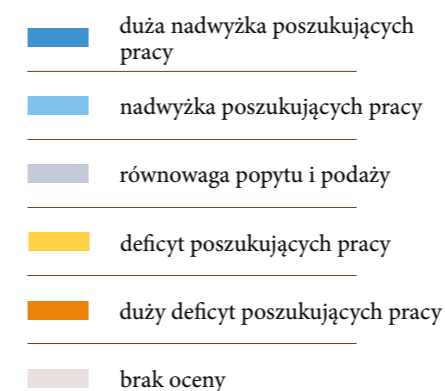 duża nadwyżka poszukujących
pracy
nadwyżka poszukujących pracy
równowaga popytu i podaży
deficyt poszukujących pracy
duży deficyt poszukujących pracy
brak oceny